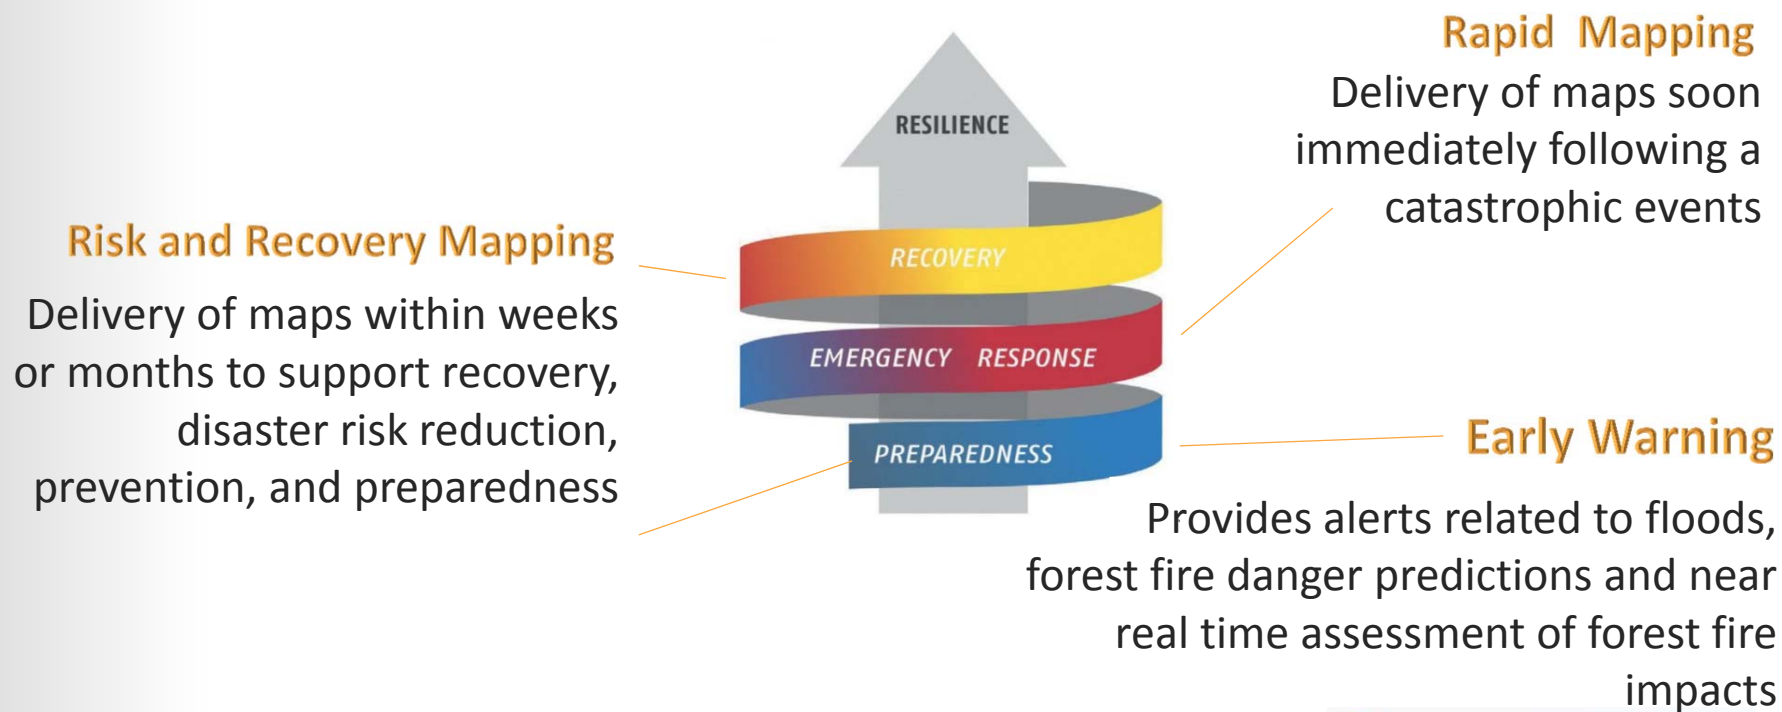 Rapid Mapping
Delivery of maps soon
immediately following a
catastrophic events
RESILIENCE
RECOVERY
EMERGENCY RESPONSE
PREPAREDNESS
Risk and Recovery Mapping
Delivery of maps within weeks
or months to support recovery,
disaster risk reduction,
prevention, and preparedness
Early Warning
Provides alerts related to floods,
forest fire danger predictions and near
real time assessment of forest fire
impacts